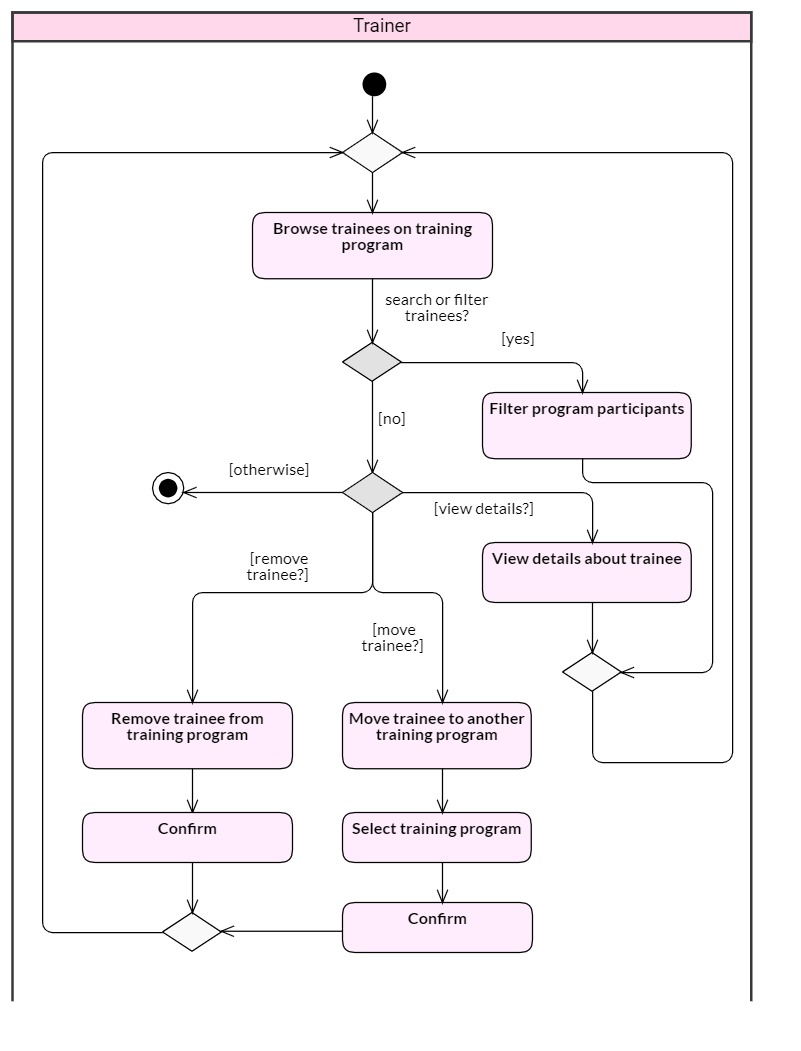 Trainer
Browse trainees on training
program
search or filter
trainees?
[yes]
Filter program participants
[no]
[otherwise]
[view details?]
[remove
trainee?]
View details about trainee
[move
trainee?]
Remove trainee from
training program
Move trainee to another
training program
Confirm
Select training program
Confirm